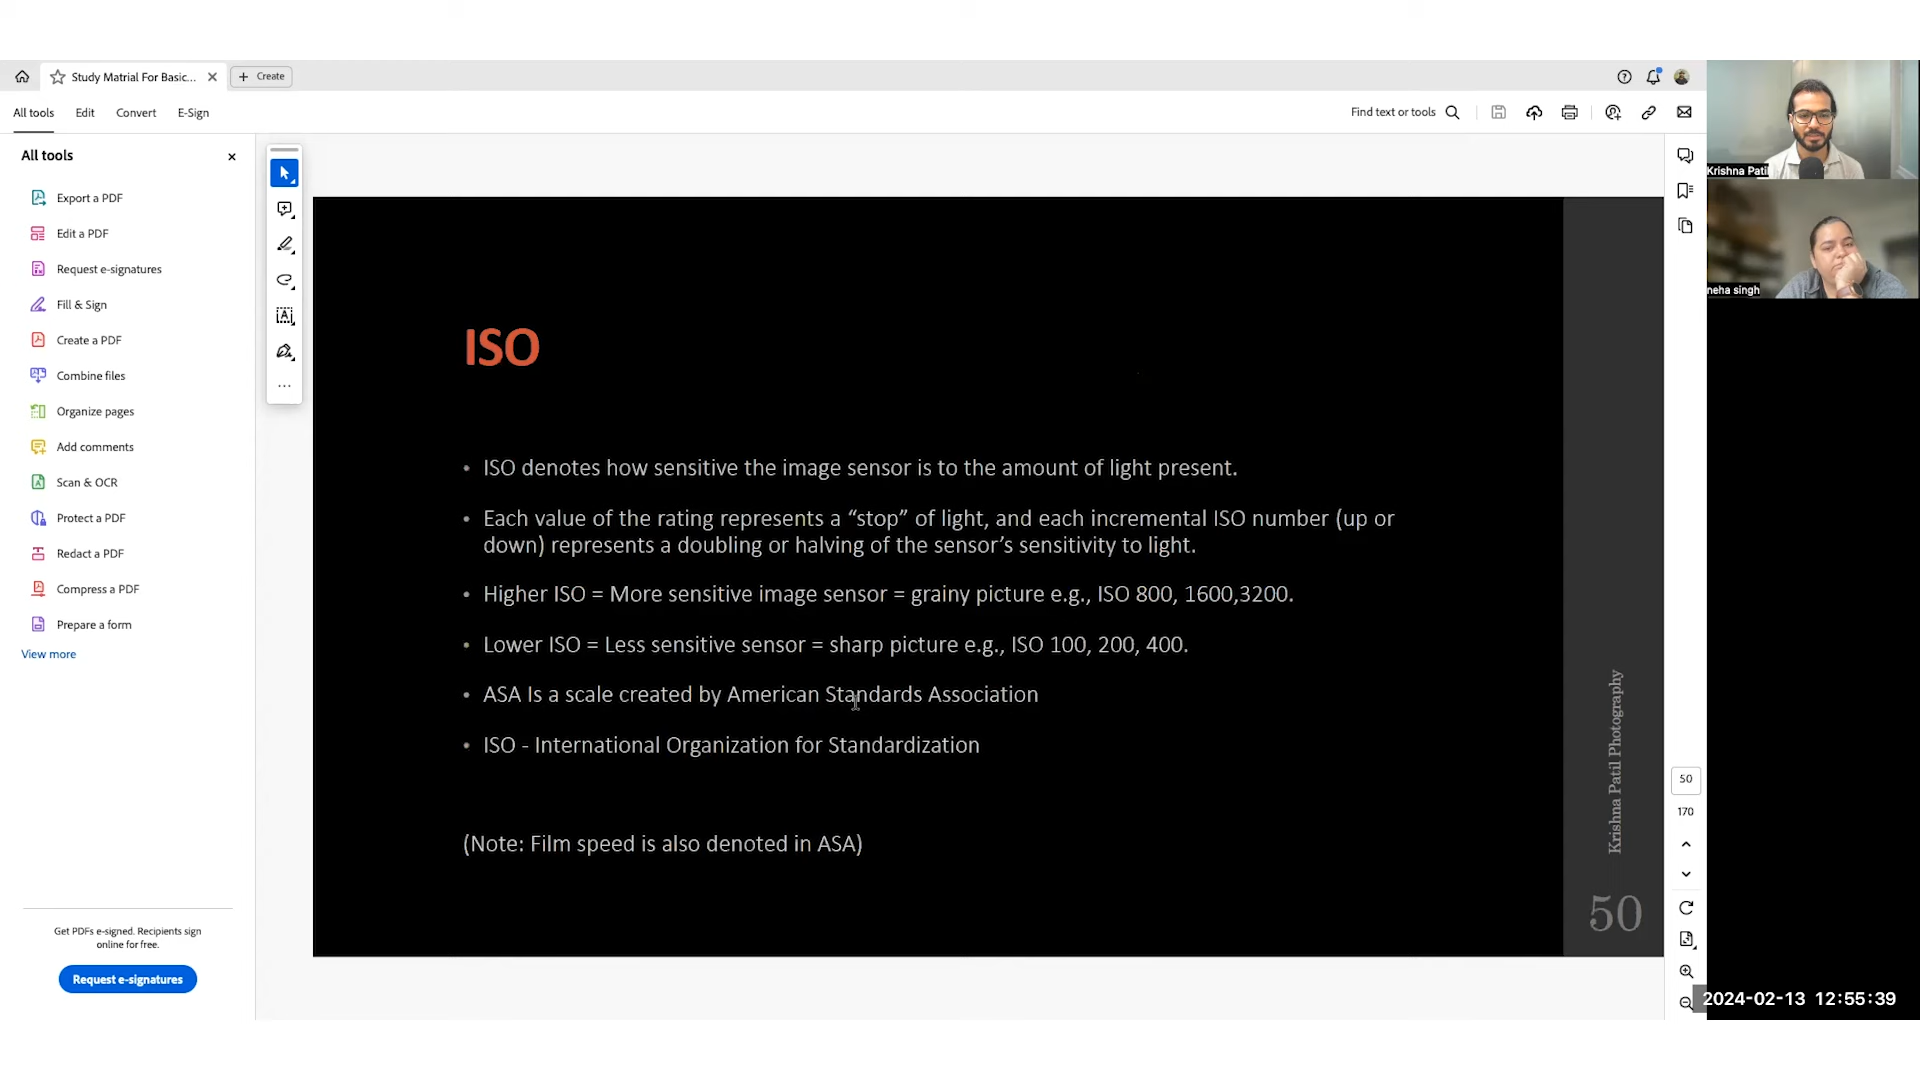 Study Matrial For Basic...
Create
All tools
Edit
Convert
E-Sign
Find text or tools
All tools
Export a PDF
Edit a PDF
Request e-signatures
Fill & Sign
Create a PDF
Combine files
Organize pages
Add comments
Scan & OCR
Protect a PDF
Redact a PDF
Compress a PDF
Prepare a form
View more
Get PDFs e-signed. Recipients sign
online for free.
Request e-signatures
ISO
• ISO denotes how sensitive the image sensor is to the amount of light present.
• Each value of the rating represents a “stop” of light, and each incremental ISO number (up or
down) represents a doubling or halving of the sensor’s sensitivity to light.
• Higher ISO = More sensitive image sensor = grainy picture e.g., ISO 800, 1600,3200.
• Lower ISO = Less sensitive sensor = sharp picture e.g., ISO 100, 200, 400.
• ASA Is a scale created by American Standards Association
• ISO - International Organization for Standardization
(Note: Film speed is also denoted in ASA)
Krishna Patil Photography
50
50
170
Krishna Patil
neha singh
2024-02-13 12:55:39